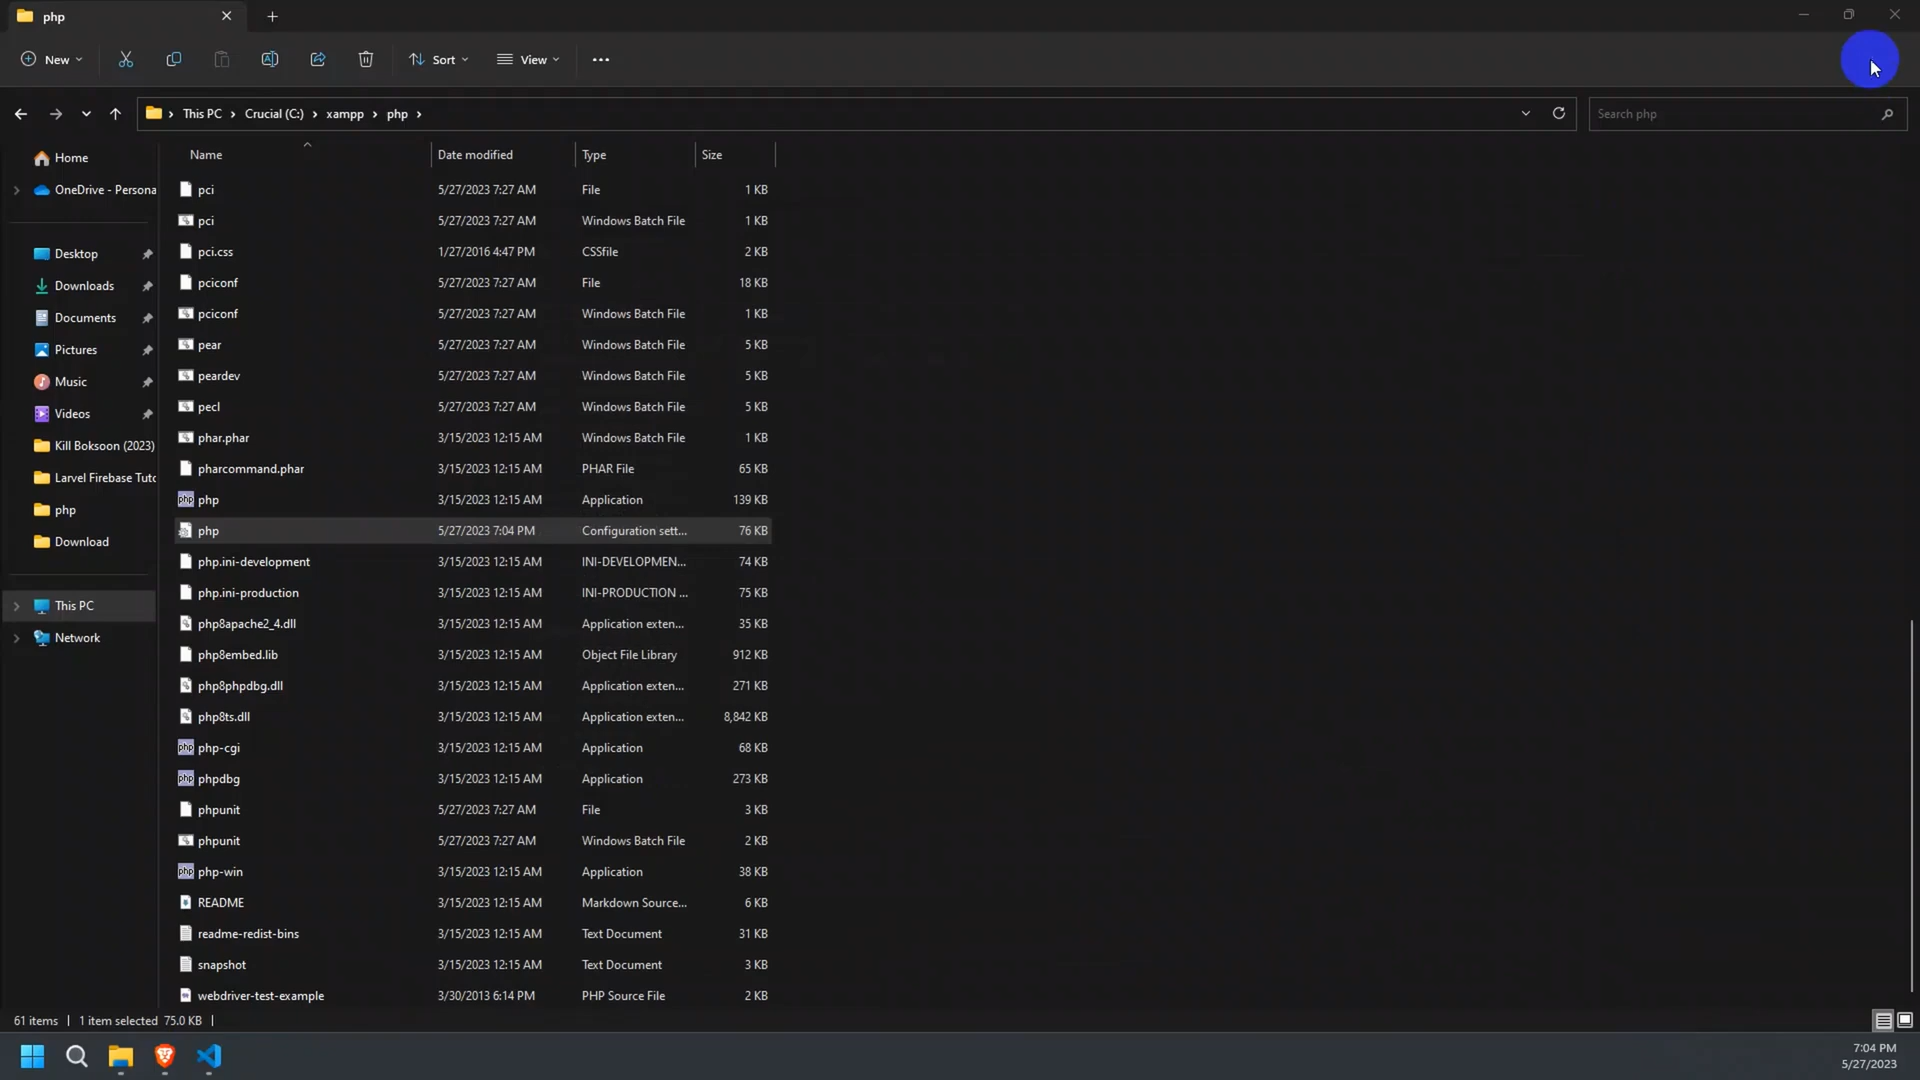 php
New
Sort
View
This PC
Crucial (C:)
xampp
php
Search php
Name
Date modified
Type
Size
Home
OneDrive - Persona
Desktop
Downloads
Documents
Pictures
Music
Videos
Kill Boksoon (2023)
Larvel Firebase Tuto
php
Download
This PC
Network
pci 5/27/2023 7:27 AM File 1 KB
pci 5/27/2023 7:27 AM Windows Batch File 1 KB
pci.css 1/27/2016 4:47 PM CSSfile 2 KB
pciconf 5/27/2023 7:27 AM File 18 KB
pciconf 5/27/2023 7:27 AM Windows Batch File 1 KB
pear 5/27/2023 7:27 AM Windows Batch File 5 KB
peardev 5/27/2023 7:27 AM Windows Batch File 5 KB
pecl 5/27/2023 7:27 AM Windows Batch File 5 KB
phar.phar 3/15/2023 12:15 AM Windows Batch File 1 KB
pharcommand.phar 3/15/2023 12:15 AM PHAR File 65 KB
php php 3/15/2023 12:15 AM Application 139 KB
php 5/27/2023 7:04 PM Configuration sett... 76 KB
php.ini-development 3/15/2023 12:15 AM INI-DEVELOPMEN... 74 KB
php.ini-production 3/15/2023 12:15 AM INI-PRODUCTION ... 75 KB
php8apache2_4.dll 3/15/2023 12:15 AM Application exten... 35 KB
php8embed.lib 3/15/2023 12:15 AM Object File Library 912 KB
php8phpdbg.dll 3/15/2023 12:15 AM Application exten... 271 KB
php8ts.dll 3/15/2023 12:15 AM Application exten... 8,842 KB
php php-cgi 3/15/2023 12:15 AM Application 68 KB
php phpdbg 3/15/2023 12:15 AM Application 273 KB
phpunit 5/27/2023 7:27 AM File 3 KB
phpunit 5/27/2023 7:27 AM Windows Batch File 2 KB
php php-win 3/15/2023 12:15 AM Application 38 KB
README 3/15/2023 12:15 AM Markdown Source... 6 KB
readme-redist-bins 3/15/2023 12:15 AM Text Document 31 KB
snapshot 3/15/2023 12:15 AM Text Document 3 KB
webdriver-test-example 3/30/2013 6:14 PM PHP Source File 2 KB
61 items
1 item selected 75.0 KB
7:04 PM
5/27/2023